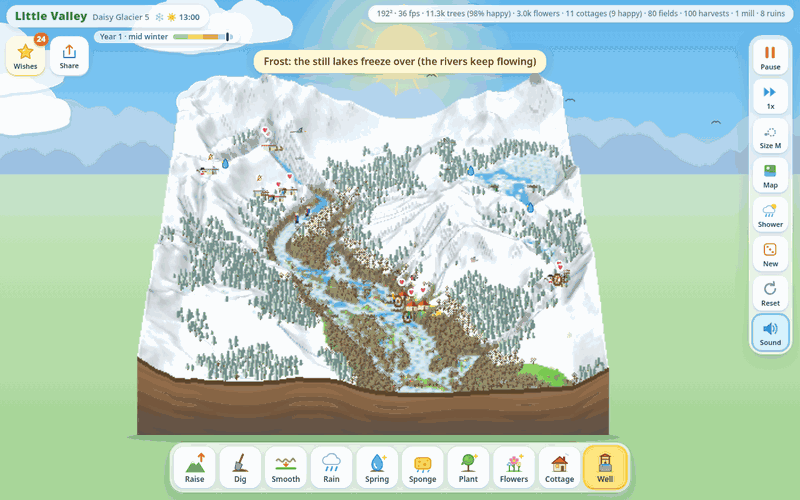 Little Valley Daisy Glacier 5 13:00
192² · 36 fps · 11.3k trees (98% happy) · 3.0k flowers · 11 cottages (9 happy) · 80 fields · 100 harvests · 1 mill · 8 ruins
Year 1 · mid winter
24
Wishes
Share
Frost: the still lakes freeze over (the rivers keep flowing)
Pause
1x
Size M
Map
Shower
New
Reset
Sound
Raise
Dig
Smooth
Rain
Spring
Sponge
Plant
Flowers
Cottage
Well